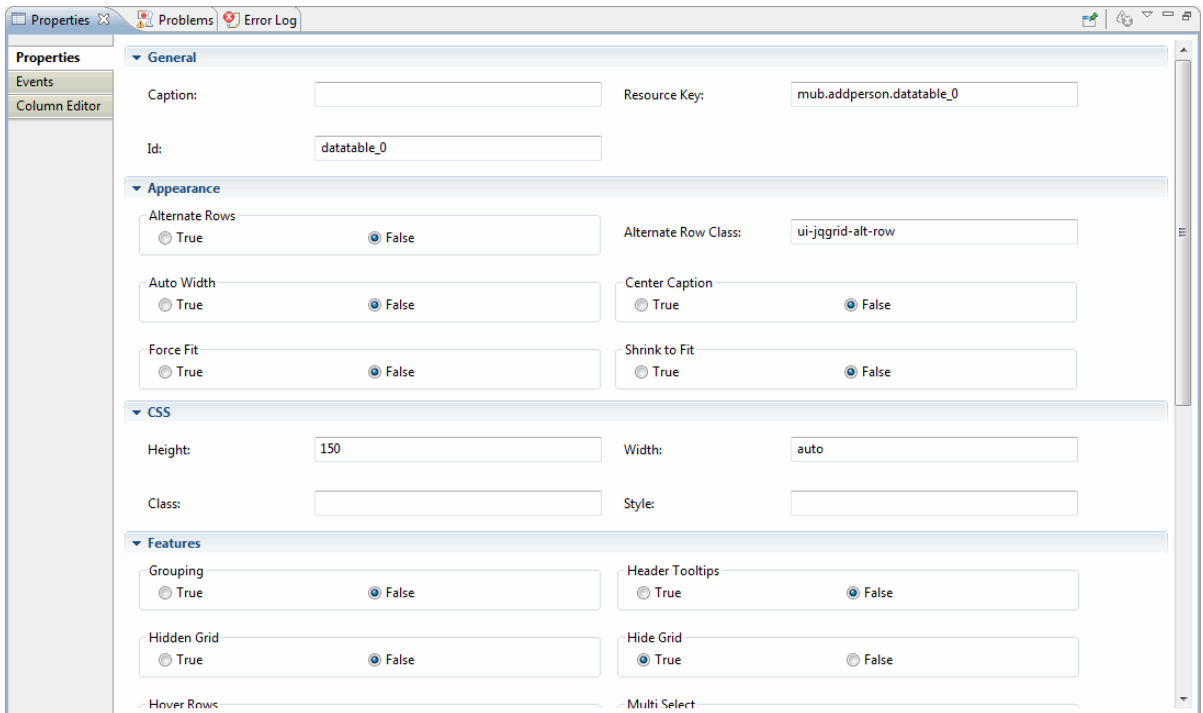 Properties Problems Error Log
Properties
Events
Column Editor
General
Caption: Resource Key: mub.addperson.datatable_0
Id: datatable_0
Appearance
Alternate Rows
True False Alternate Row Class: ui-jqgrid-alt-row
Auto Width Center Caption
True False True False
Force Fit Shrink to Fit
True False True False
CSS
Height: 150 Width: auto
Class: Style:
Features
Grouping Header Tooltips
True False True False
Hidden Grid Hide Grid
True False True False
Hover Rows Multi Select